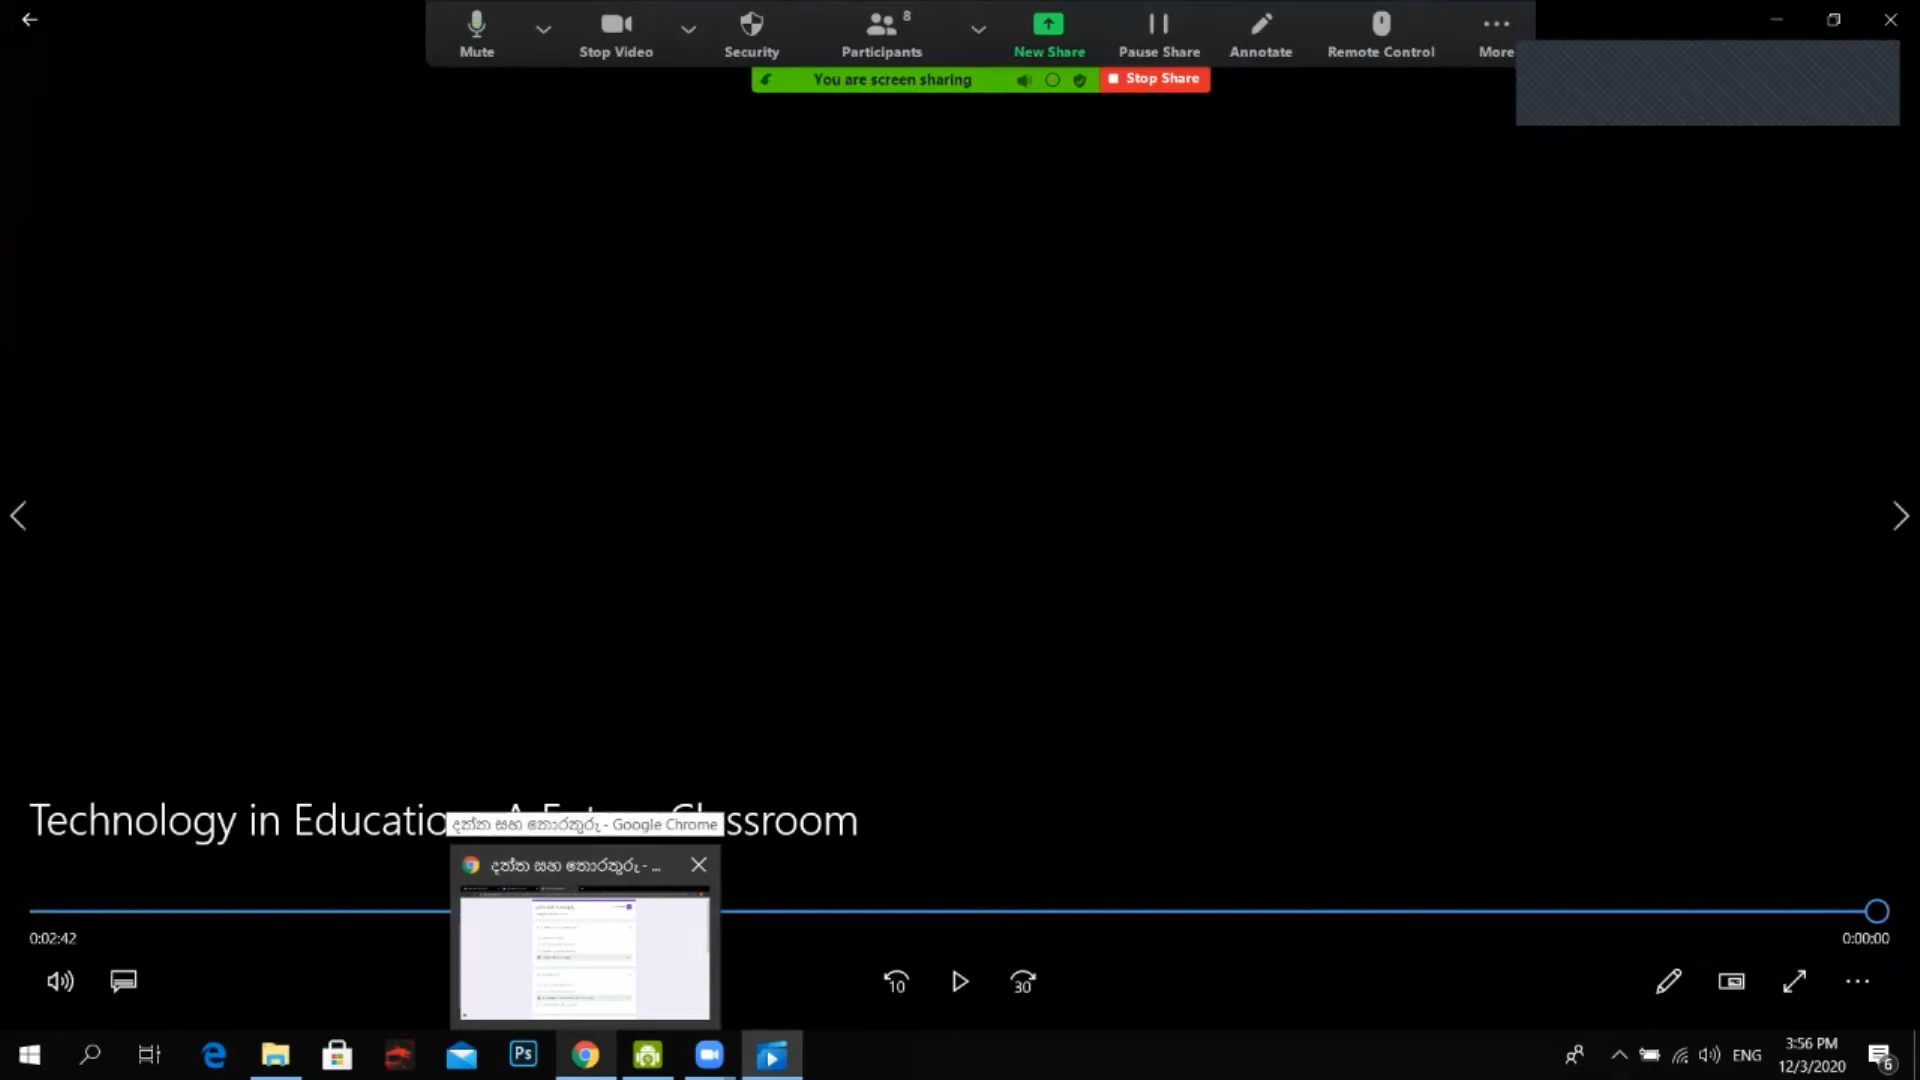 8
Mute
Stop Video
Security
Participants
New Share
Pause Share
Annotate
Remote Control
More
You are screen sharing
Stop Share
Technology in Educatio
ssroom
දත්ත සහ තොරතුරු - Google Chrome
දත්ත සහ තොරතුරු - ...
0:02:42
0:00:00
10
30
Ps
ENG
3:56 PM
12/3/2020
6